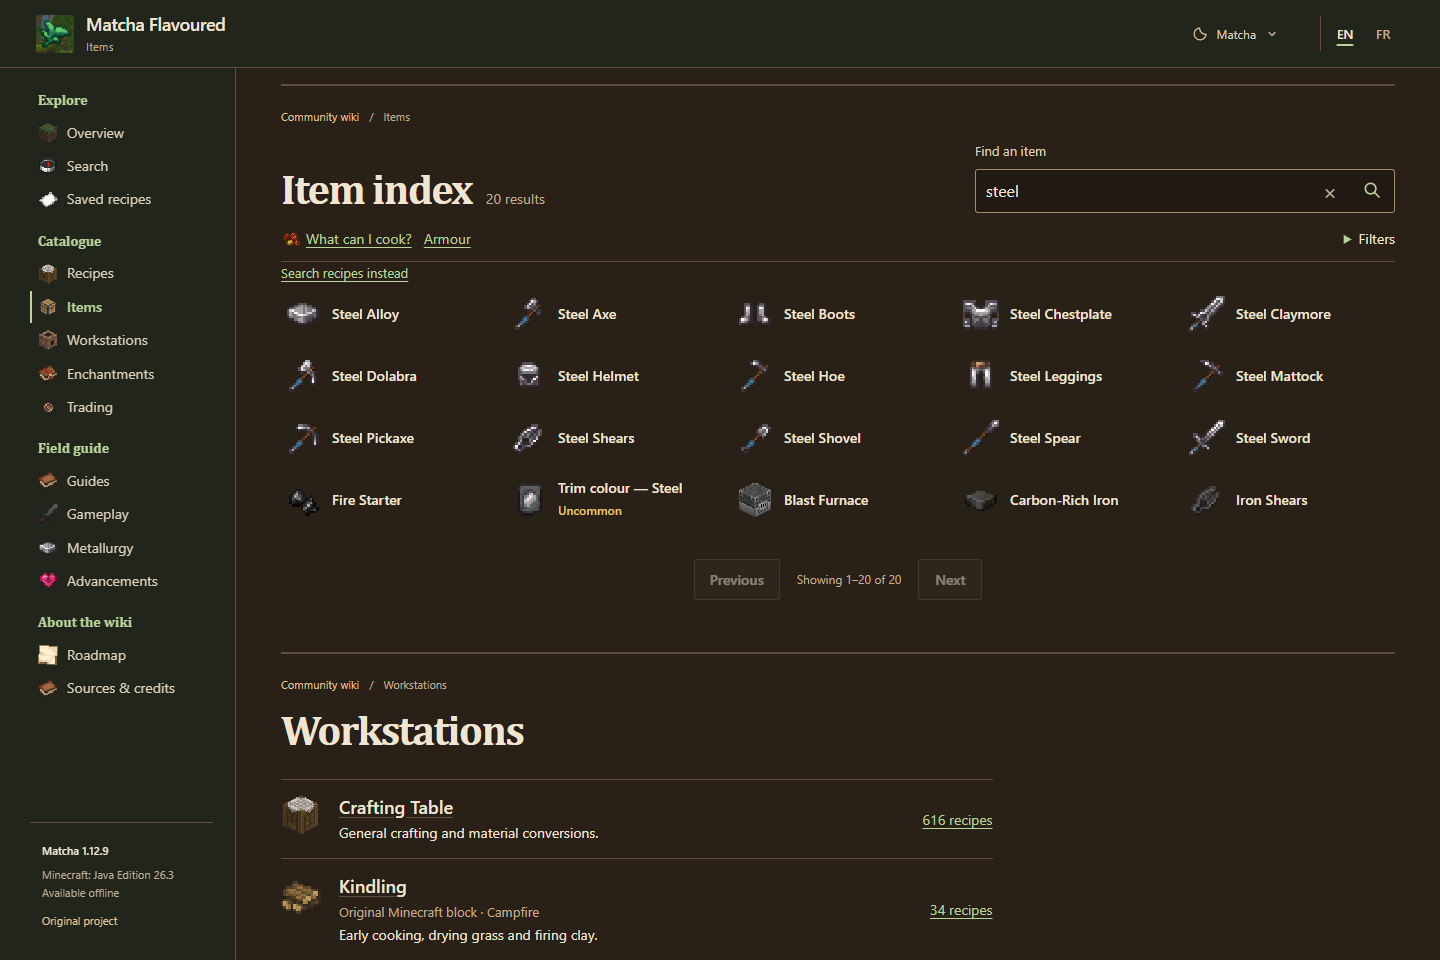 Matcha Flavoured
Items
Matcha
EN
FR
Explore
Overview
Search
Saved recipes
Catalogue
Recipes
Items
Workstations
Enchantments
Trading
Field guide
Guides
Gameplay
Metallurgy
Advancements
About the wiki
Roadmap
Sources & credits
Matcha 1.12.9
Minecraft: Java Edition 26.3
Available offline
Original project
Community wiki / Items
Find an item
Item index 20 results
steel
What can I cook? Armour
Filters
Search recipes instead
Steel Alloy
Steel Axe
Steel Boots
Steel Chestplate
Steel Claymore
Steel Dolabra
Steel Helmet
Steel Hoe
Steel Leggings
Steel Mattock
Steel Pickaxe
Steel Shears
Steel Shovel
Steel Spear
Steel Sword
Fire Starter
Trim colour — Steel
Uncommon
Blast Furnace
Carbon-Rich Iron
Iron Shears
Previous
Showing 1–20 of 20
Next
Community wiki / Workstations
Workstations
Crafting Table
General crafting and material conversions.
616 recipes
Kindling
Original Minecraft block · Campfire
Early cooking, drying grass and firing clay.
34 recipes